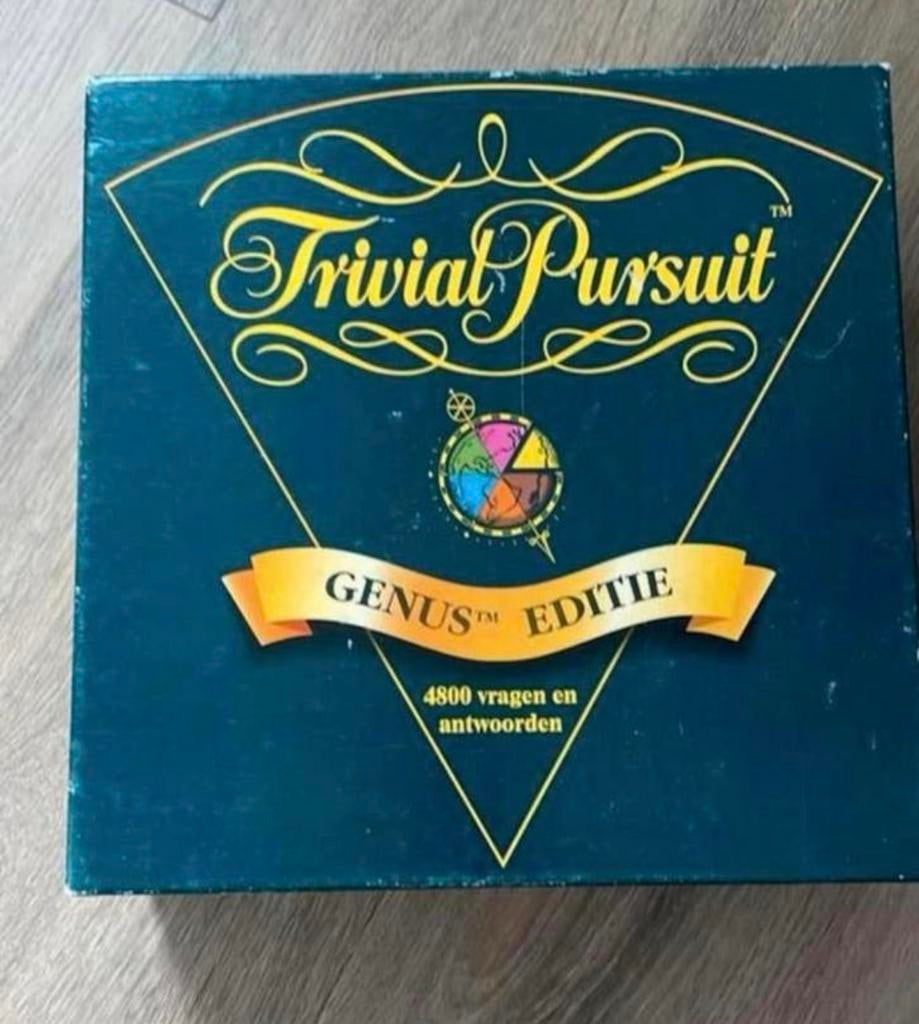 Trivial Pursuit™
GENUS™ EDITIE
4800 vragen en
antwoorden